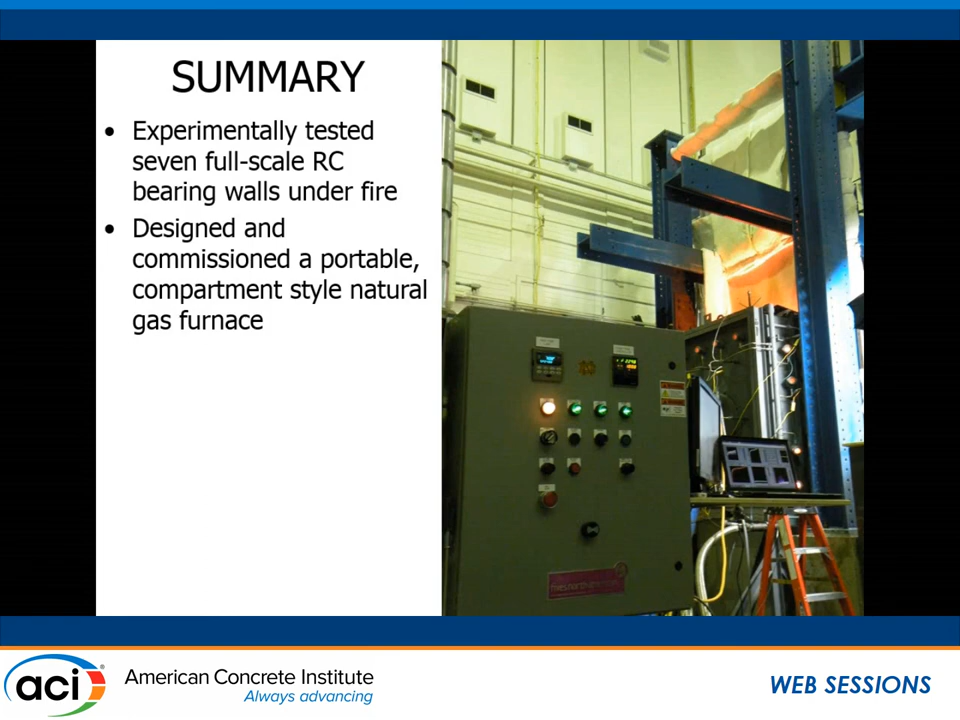 SUMMARY
• Experimentally tested
seven full-scale RC
bearing walls under fire
• Designed and
commissioned a portable,
compartment style natural
gas furnace
aci®
American Concrete Institute
Always advancing
WEB SESSIONS